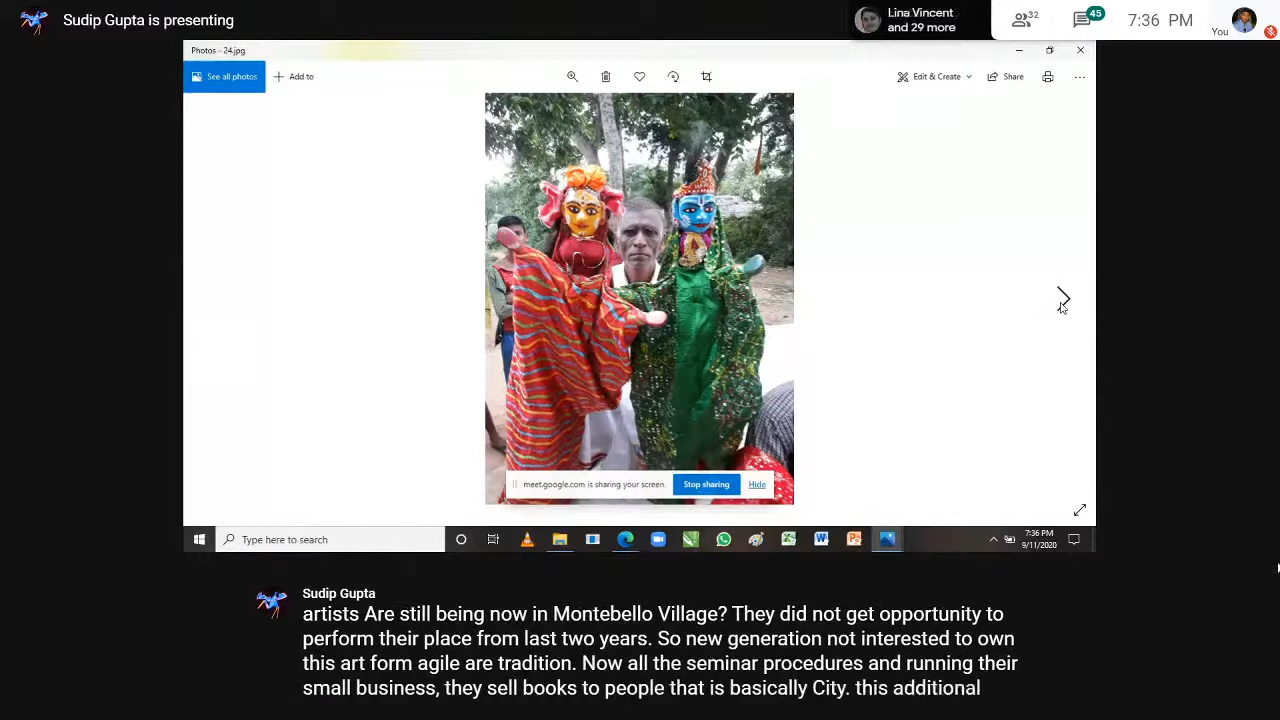 Sudip Gupta is presenting
Lina Vincent
and 29 more
32
45
7:36 PM
You
Photos - 24.jpg
See all photos
Add to
Edit & Create
Share
meet.google.com is sharing your screen.
Stop sharing
Hide
Type here to search
7:36 PM
9/11/2020
Sudip Gupta
artists Are still being now in Montebello Village? They did not get opportunity to
perform their place from last two years. So new generation not interested to own
this art form agile are tradition. Now all the seminar procedures and running their
small business, they sell books to people that is basically City. this additional